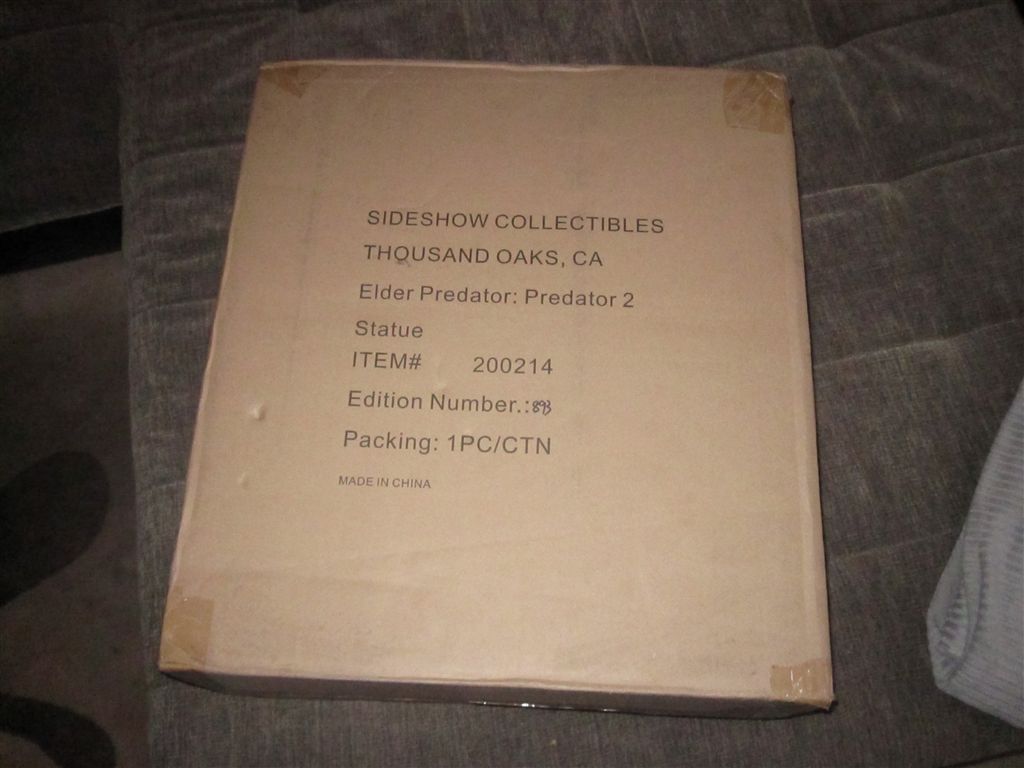 SIDESHOW COLLECTIBLES
THOUSAND OAKS, CA
Elder Predator: Predator 2
Statue
ITEM# 200214
Edition Number.:893
Packing: 1PC/CTN
MADE IN CHINA